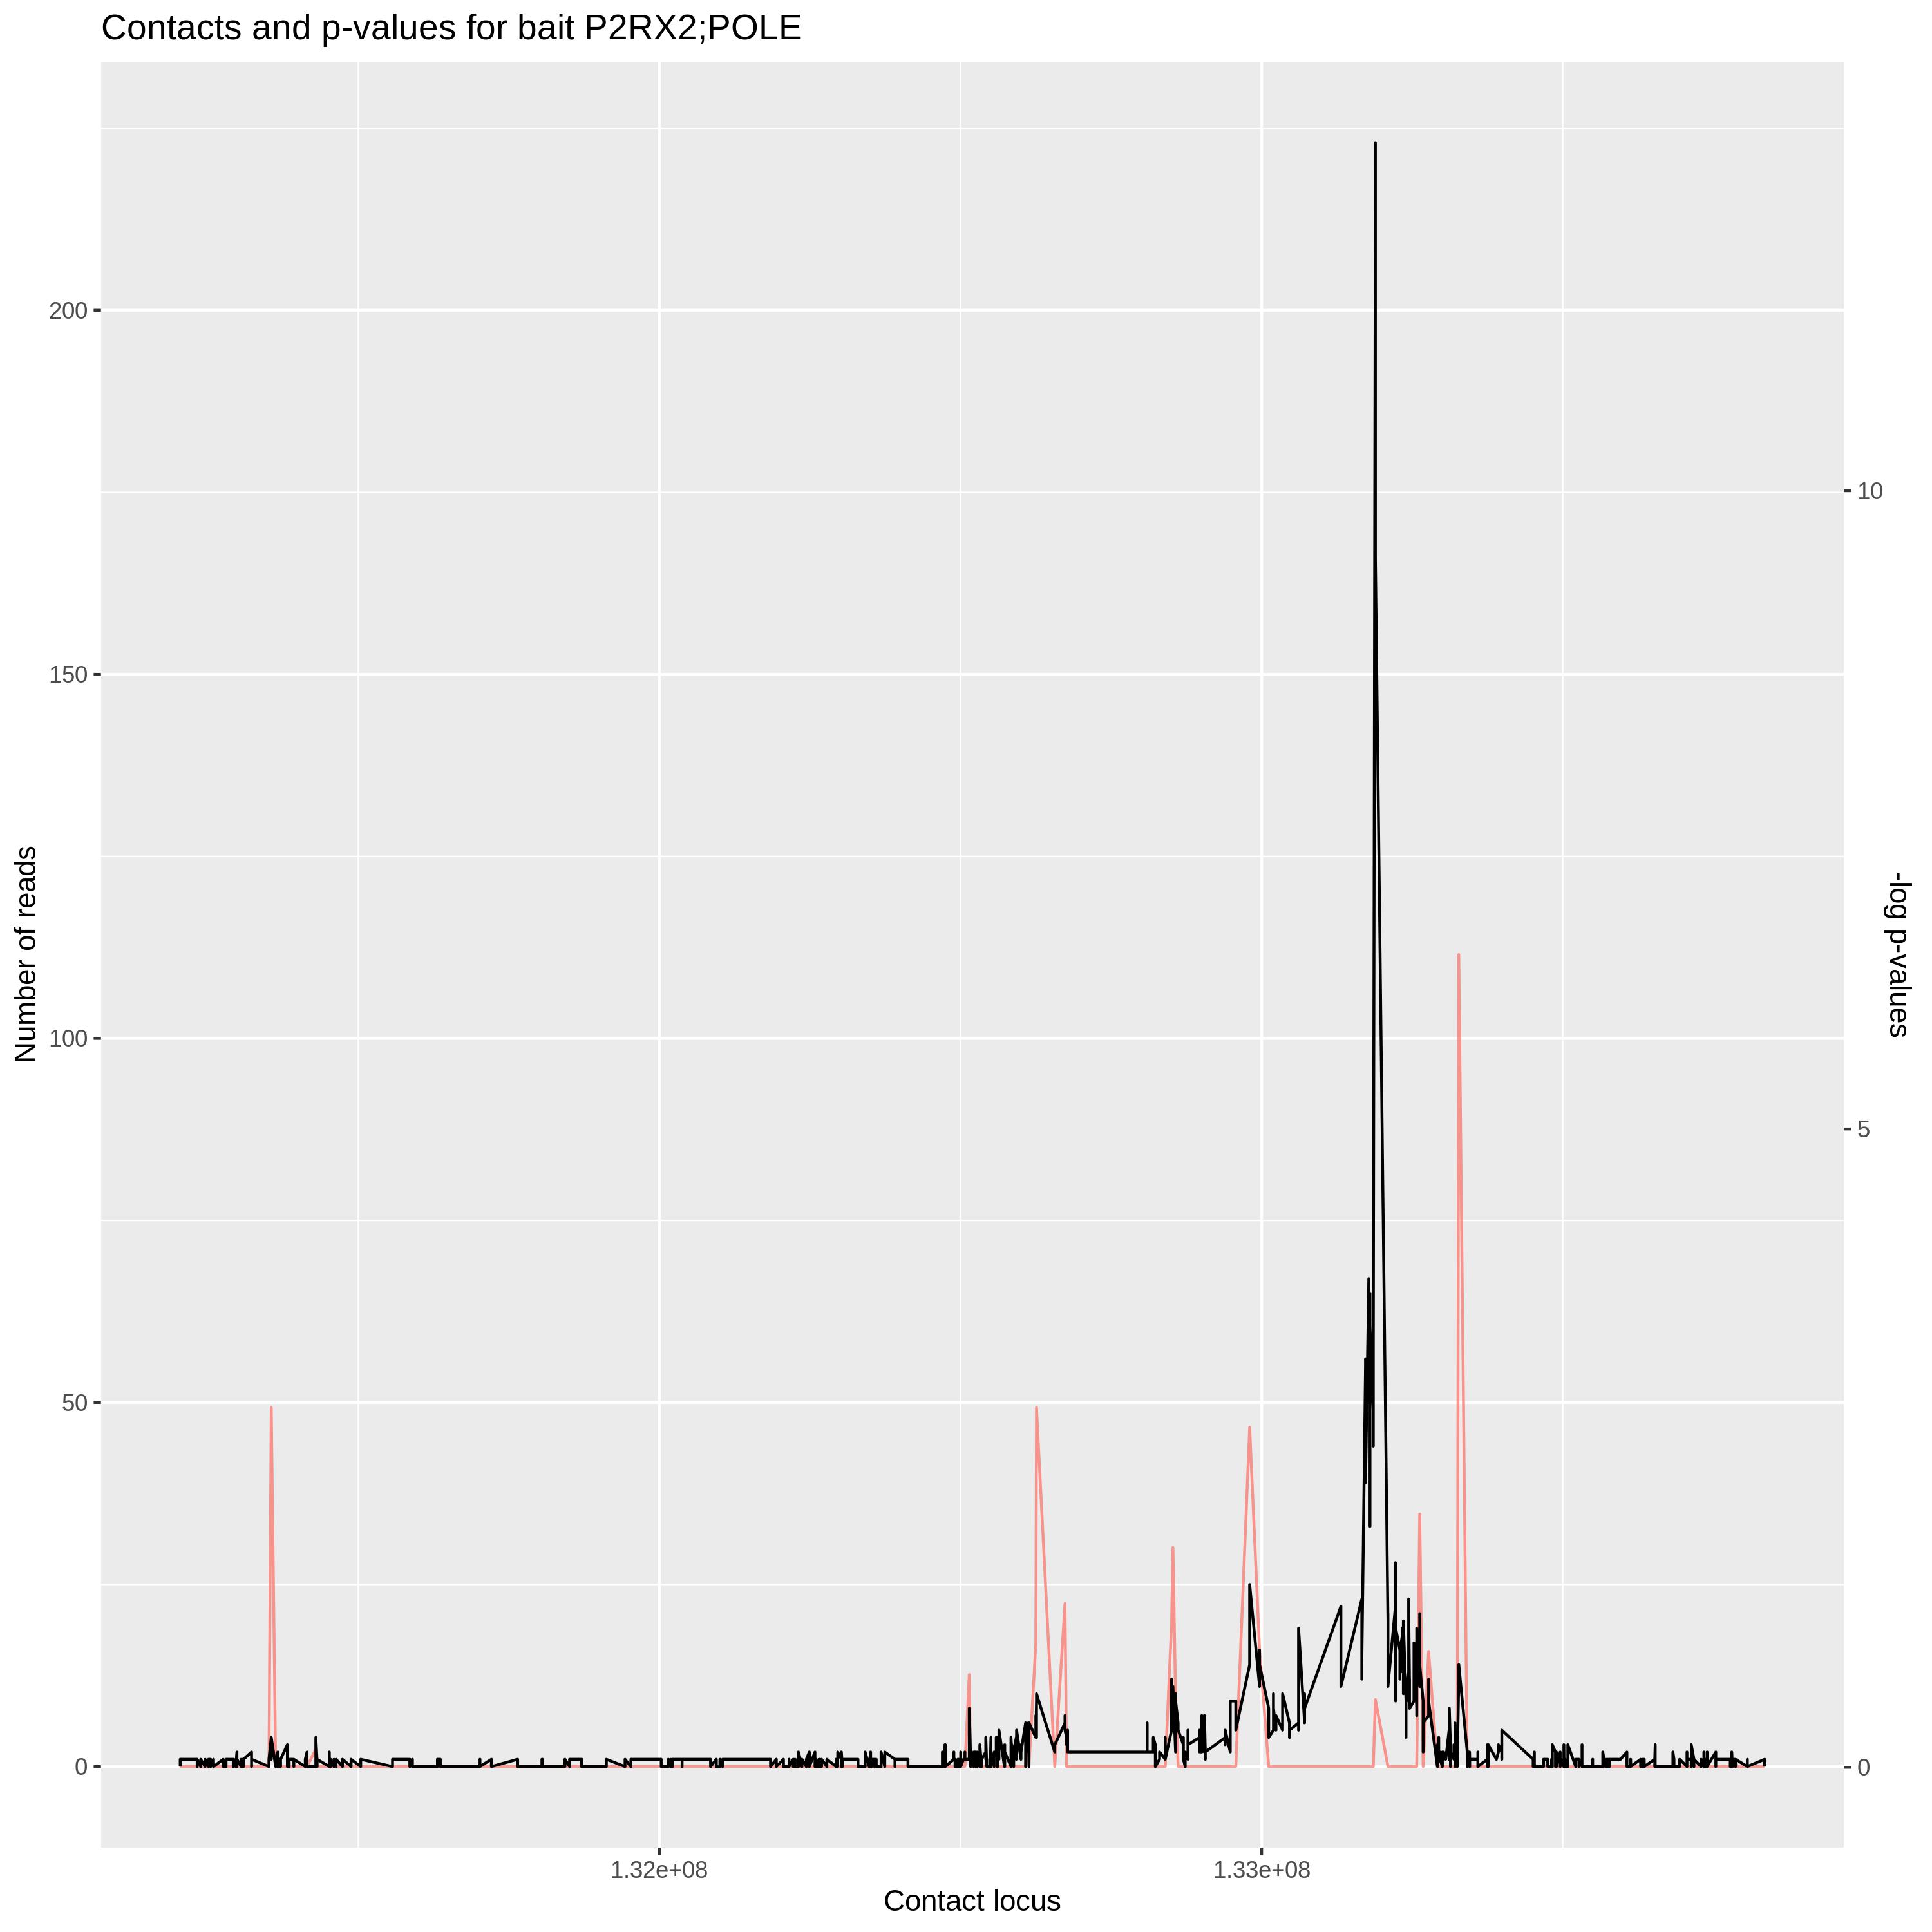 Contacts and p-values for bait P2RX2;POLE
200
150
100
50
0
Number of reads
10
5
0
-log p-values
1.32e+08
1.33e+08
Contact locus